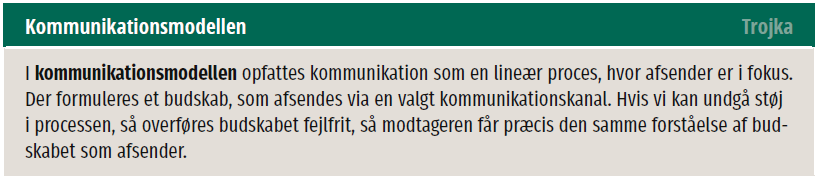 Kommunikationsmodellen Trojka
I kommunikationsmodellen opfattes kommunikation som en lineær proces, hvor afsender er i fokus.
Der formuleres et budskab, som afsendes via en valgt kommunikationskanal. Hvis vi kan undgå støj
i processen, så overføres budskabet fejlfrit, så modtageren får præcis den samme forståelse af bud-
skabet som afsender.